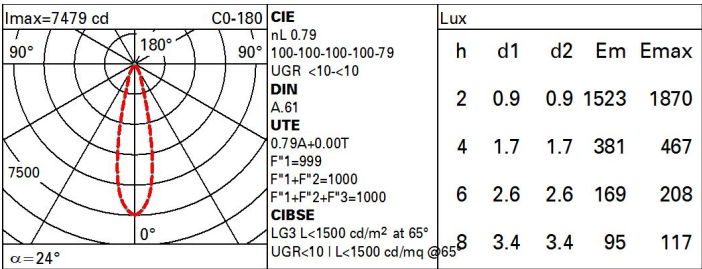 Imax=7479 cd C0-180
90° 180° 90°
7500
0°
α=24°
CIE
nL 0.79
100-100-100-100-79
UGR <10-<10
DIN
A.61
UTE
0.79A+0.00T
F"1=999
F"1+F"2=1000
F"1+F"2+F"3=1000
CIBSE
LG3 L<1500 cd/m² at 65°
UGR<10 | L<1500 cd/mq @65°
Lux
h d1 d2 Em Emax
2 0.9 0.9 1523 1870
4 1.7 1.7 381 467
6 2.6 2.6 169 208
8 3.4 3.4 95 117